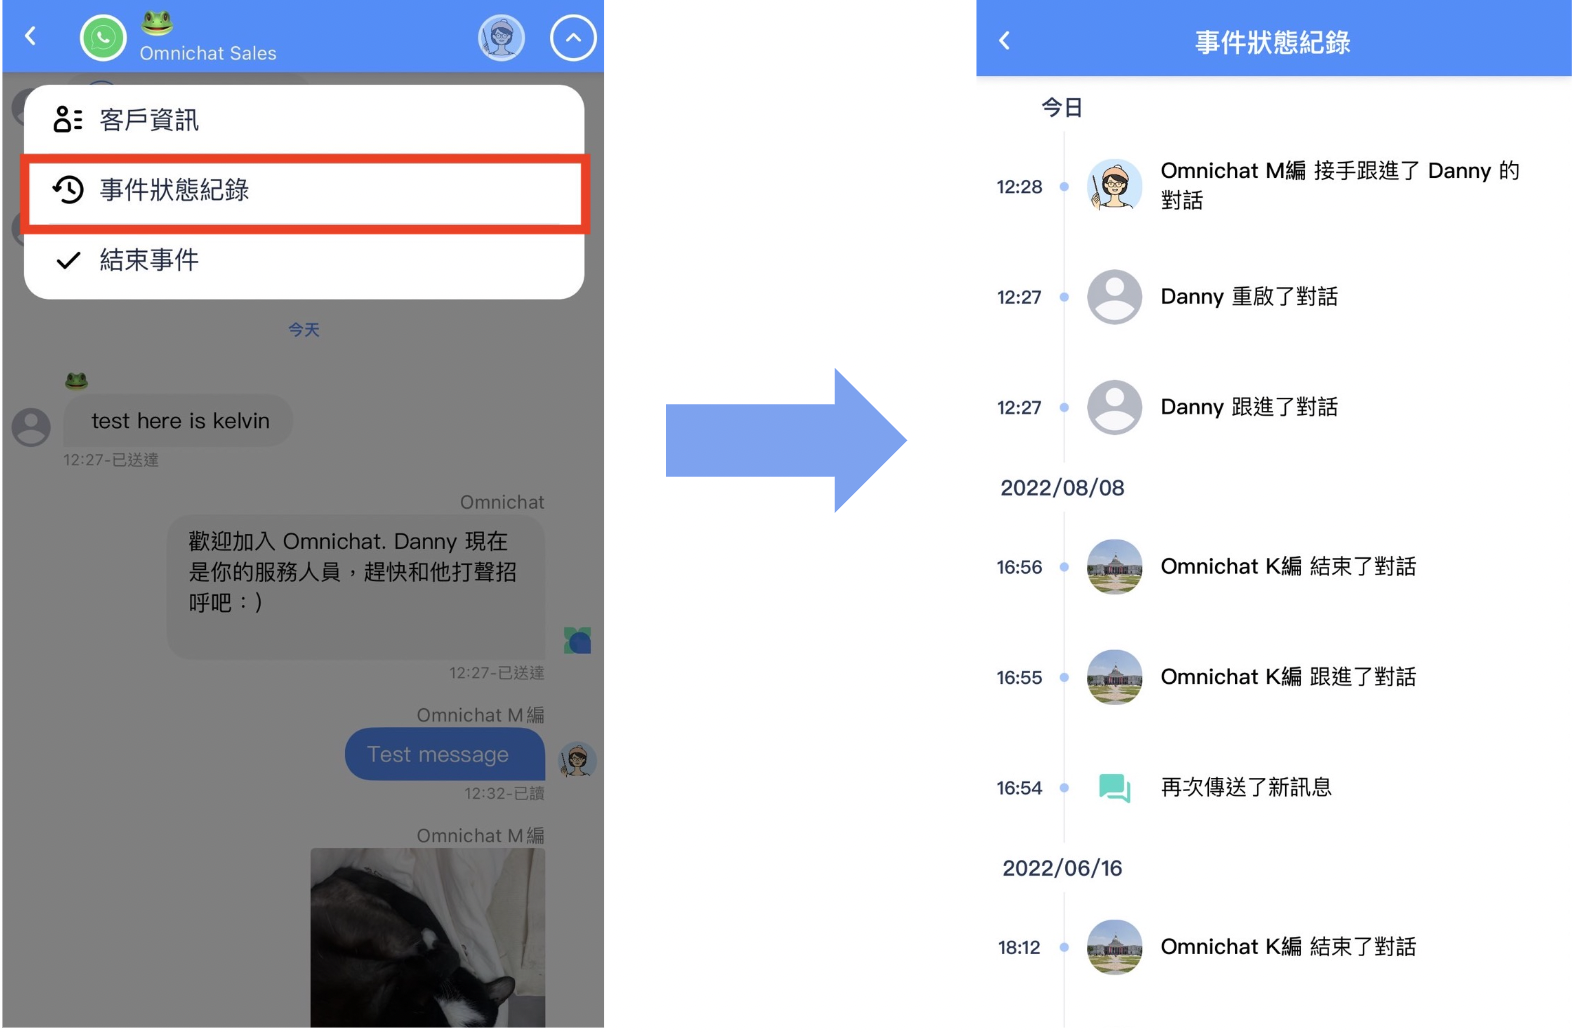 Omnichat Sales
客戶資訊
事件狀態紀錄
結束事件
今天
test here is kelvin
12:27-已送達
Omnichat
歡迎加入 Omnichat. Danny 現在
是你的服務人員，趕快和他打聲招
呼吧：)
12:27-已送達
Omnichat M編
Test message
12:32-已讀
Omnichat M編
事件狀態紀錄
今日
12:28
Omnichat M編 接手跟進了 Danny 的
對話
12:27
Danny 重啟了對話
12:27
Danny 跟進了對話
2022/08/08
16:56
Omnichat K編 結束了對話
16:55
Omnichat K編 跟進了對話
16:54
再次傳送了新訊息
2022/06/16
18:12
Omnichat K編 結束了對話